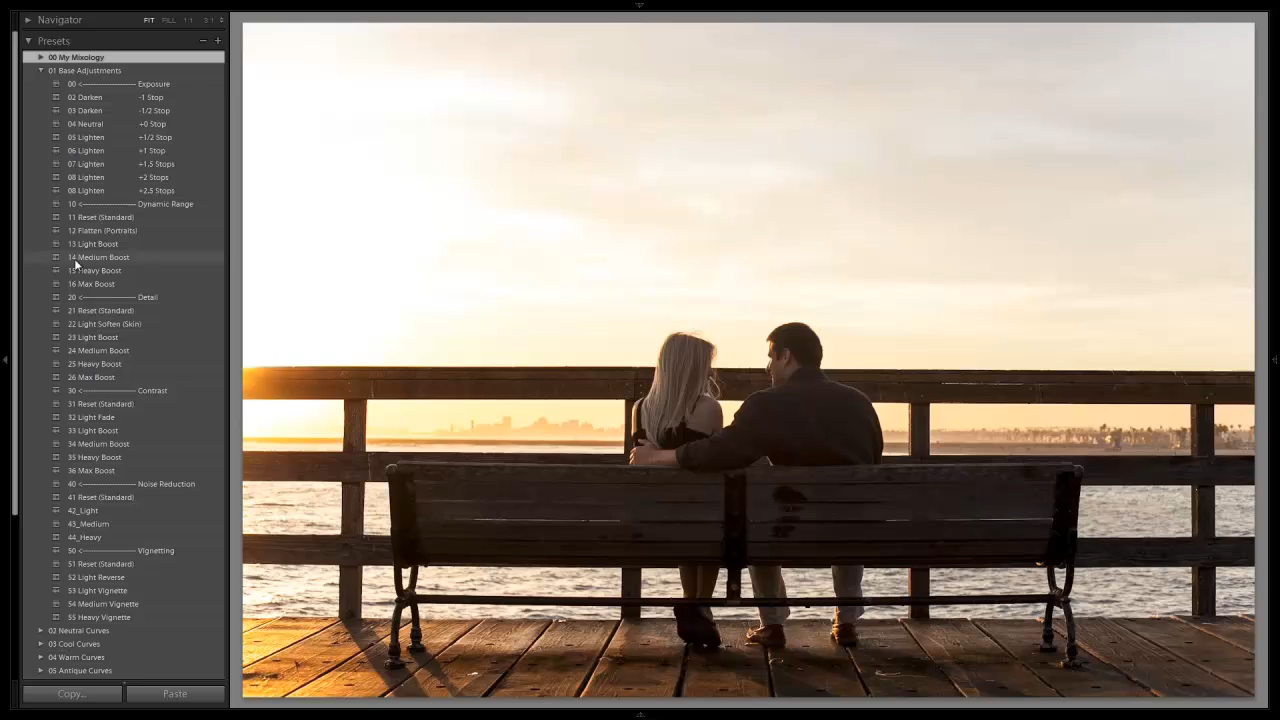 Navigator FIT FILL 1:1 3:1
Presets
00 My Mixology
01 Base Adjustments
00 <---------------- Exposure
02 Darken -1 Stop
03 Darken -1/2 Stop
04 Neutral +0 Stop
05 Lighten +1/2 Stop
06 Lighten +1 Stop
07 Lighten +1.5 Stops
08 Lighten +2 Stops
08 Lighten +2.5 Stops
10 <---------------- Dynamic Range
11 Reset (Standard)
12 Flatten (Portraits)
13 Light Boost
14 Medium Boost
15 Heavy Boost
16 Max Boost
20 <---------------- Detail
21 Reset (Standard)
22 Light Soften (Skin)
23 Light Boost
24 Medium Boost
25 Heavy Boost
26 Max Boost
30 <---------------- Contrast
31 Reset (Standard)
32 Light Fade
33 Light Boost
34 Medium Boost
35 Heavy Boost
36 Max Boost
40 <---------------- Noise Reduction
41 Reset (Standard)
42_Light
43_Medium
44_Heavy
50 <---------------- Vignetting
51 Reset (Standard)
52 Light Reverse
53 Light Vignette
54 Medium Vignette
55 Heavy Vignette
02 Neutral Curves
03 Cool Curves
04 Warm Curves
05 Antique Curves
Copy... Paste